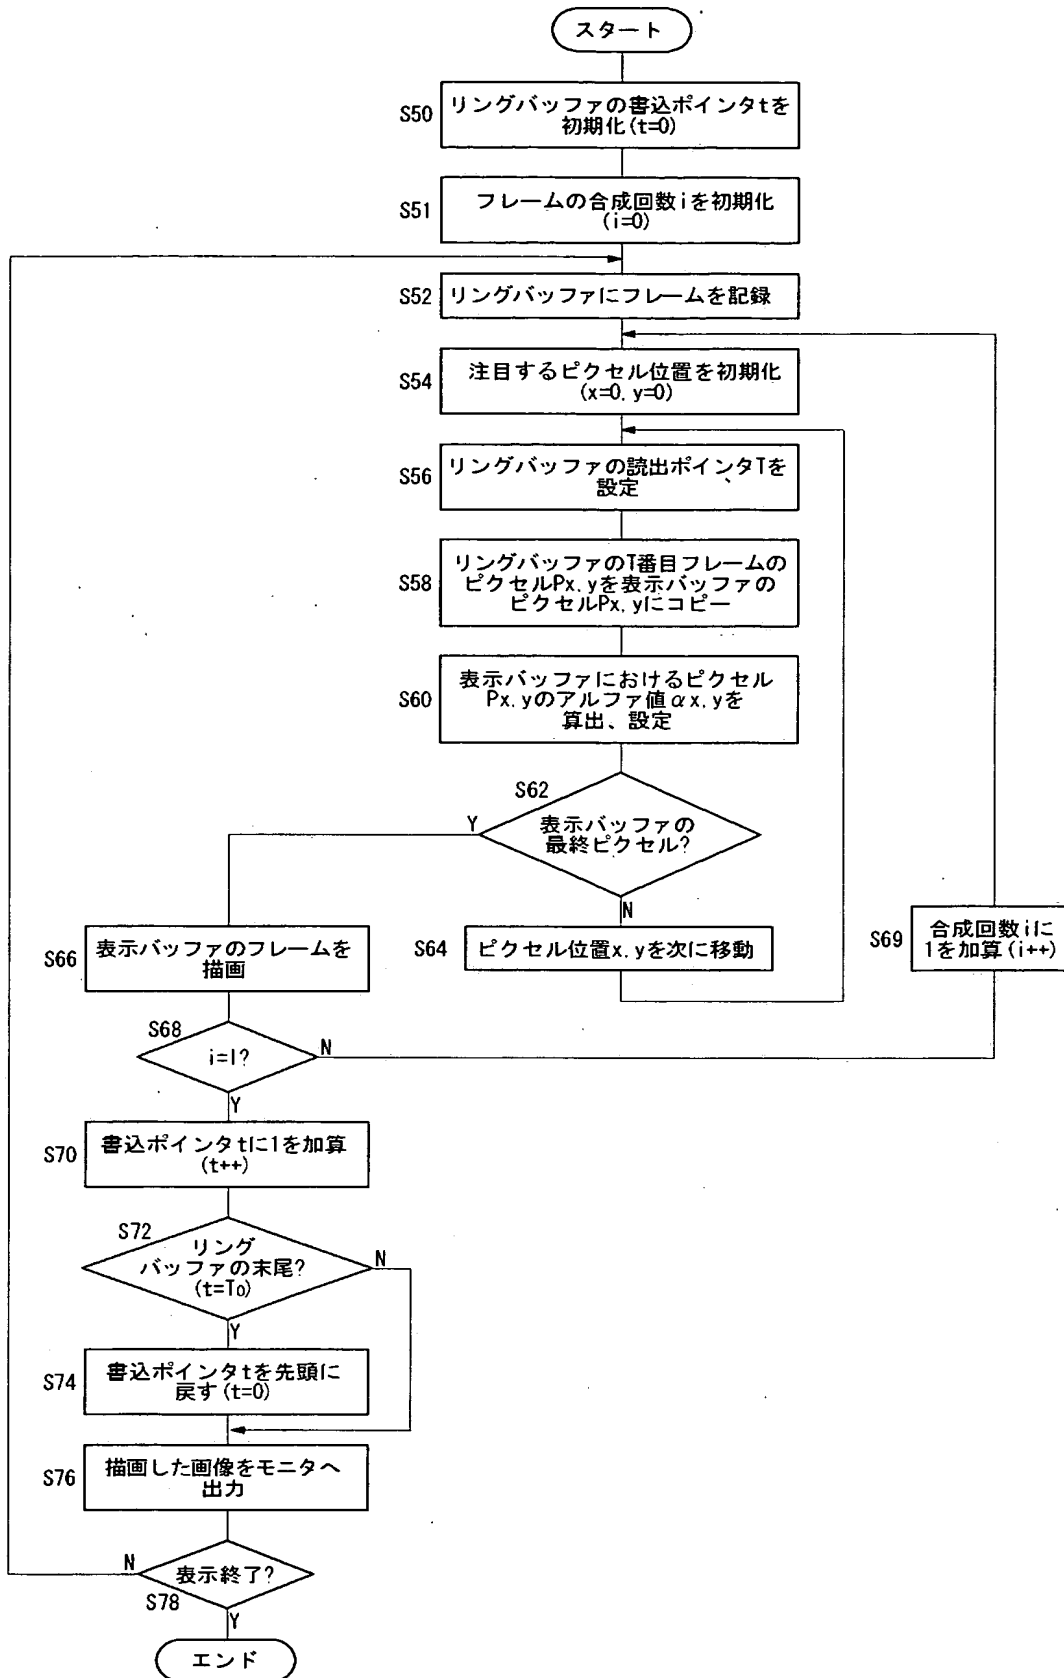 スタート
S50
リングバッファの書込ポインタtを
初期化(t=0)
S51
フレームの合成回数iを初期化
(i=0)
S52
リングバッファにフレームを記録
S54
注目するピクセル位置を初期化
(x=0, y=0)
S56
リングバッファの読出ポインタTを
設定
S58
リングバッファのT番目フレームの
ピクセルPx, yを表示バッファの
ピクセルPx, yにコピー
S60
表示バッファにおけるピクセル
Px, yのアルファ値αx, yを
算出、設定
S62
表示バッファの
最終ピクセル?
Y
N
S64
ピクセル位置x, yを次に移動
S69
合成回数iに
1を加算(i++)
S66
表示バッファのフレームを
描画
S68
i=I?
N
Y
S70
書込ポインタtに1を加算
(t++)
S72
リング
バッファの末尾?
(t=T0)
N
Y
S74
書込ポインタtを先頭に
戻す(t=0)
S76
描画した画像をモニタへ
出力
N
表示終了?
S78
Y
エンド